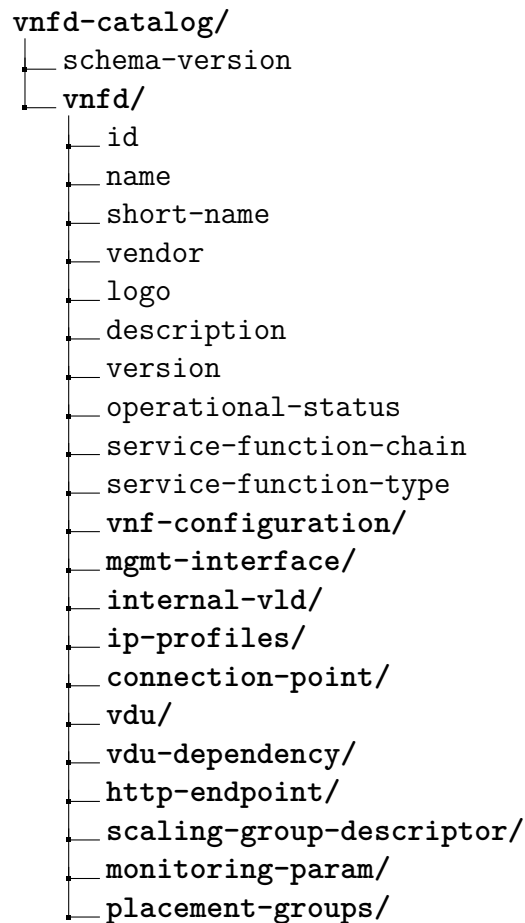 vnfd-catalog/
schema-version
vnfd/
id
name
short-name
vendor
logo
description
version
operational-status
service-function-chain
service-function-type
vnf-configuration/
mgmt-interface/
internal-vld/
ip-profiles/
connection-point/
vdu/
vdu-dependency/
http-endpoint/
scaling-group-descriptor/
monitoring-param/
placement-groups/